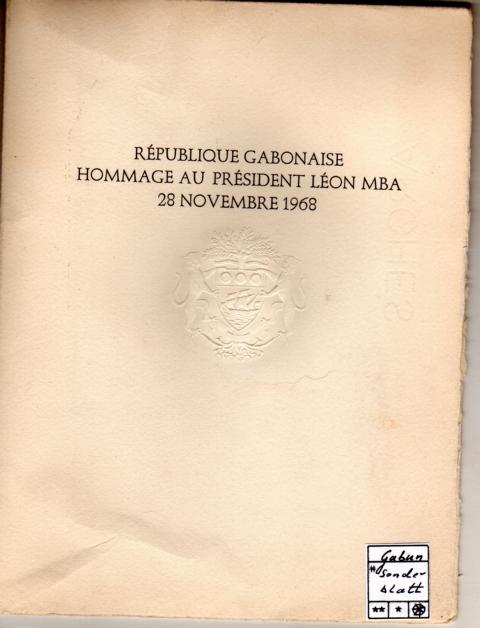 RÉPUBLIQUE GABONAISE
HOMMAGE AU PRÉSIDENT LÉON MBA
28 NOVEMBRE 1968
Gabun
Sonder
blatt
** *